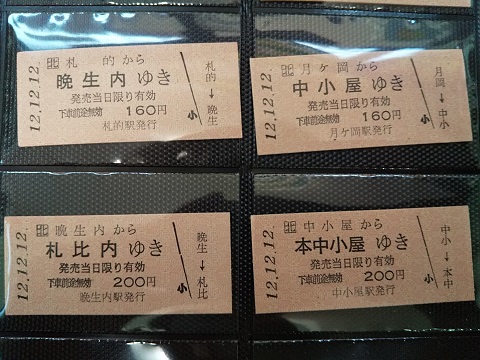 12.12.12.
北 札的から
晩生内 ゆき
発売当日限り有効
下車前途無効 160円
札的駅発行
札的→晩生
小
12.12.12.
北 月ケ岡から
中小屋 ゆき
発売当日限り有効
下車前途無効 160円
月ケ岡駅発行
月岡→中小
小
12.12.12.
北 晩生内から
札比内 ゆき
発売当日限り有効
下車前途無効 200円
晩生内駅発行
晩生→札比
小
12.12.12.
北 中小屋から
本中小屋 ゆき
発売当日限り有効
下車前途無効 200円
中小屋駅発行
中小→本中
小